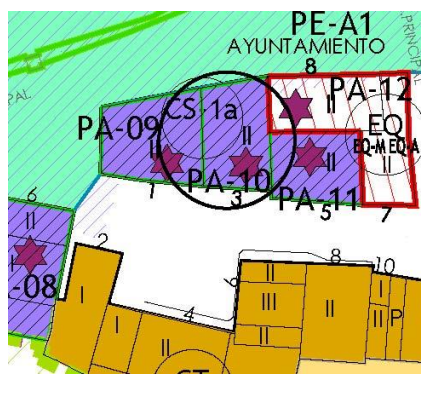 PE-A1
AYUNTAMIENTO
PRINCIPAL
8
PA-12
II
CS-1a
EQ
PAL
PA-09
II
II
II
EQ-M EQ-A
II
PA-10
PA-11
1
3
5
7
6
II
-08
2
I
I
4
II
6
8
10
II
III
II
II
I
II
P
CT